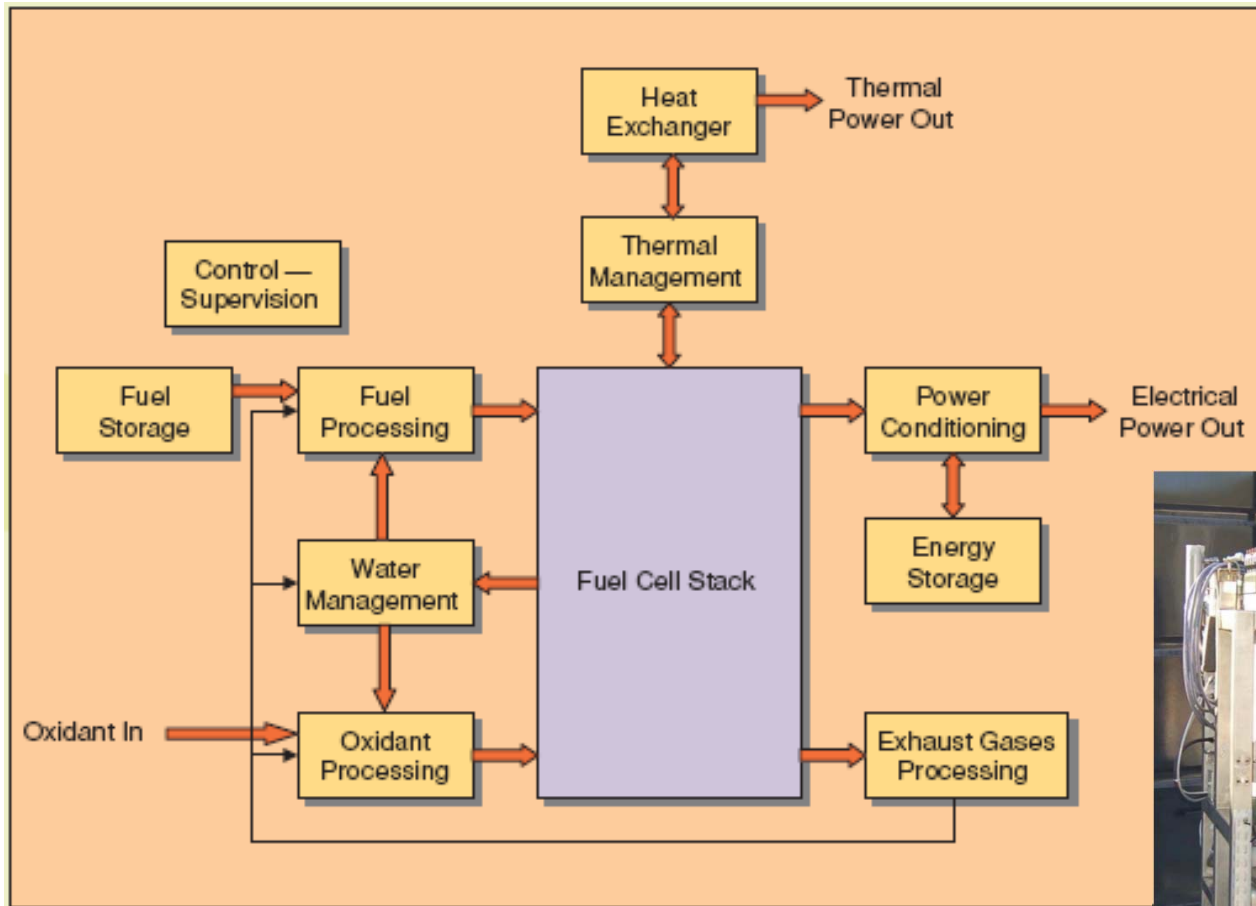 Heat
Exchanger
Thermal
Power Out
Thermal
Management
Control —
Supervision
Fuel
Storage
Fuel
Processing
Power
Conditioning
Electrical
Power Out
Water
Management
Fuel Cell Stack
Energy
Storage
Oxidant In
Oxidant
Processing
Exhaust Gases
Processing